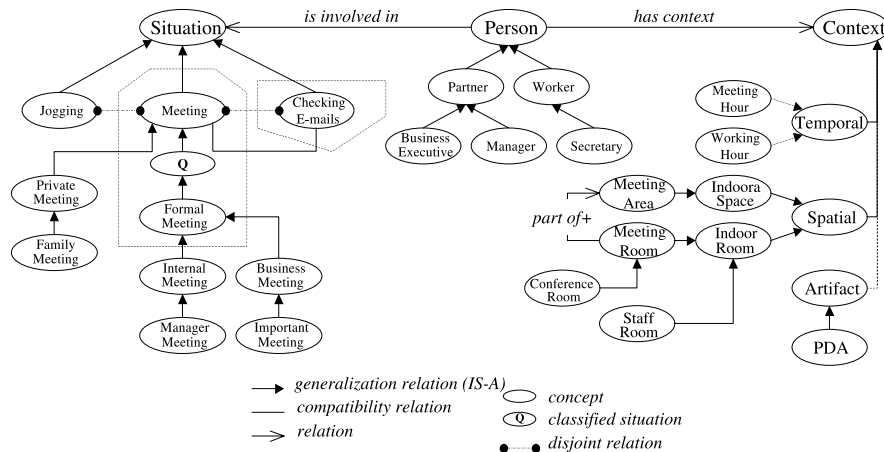 Situation
is involved in
Person
has context
Context
Jogging
Meeting
Checking
E-mails
Partner
Worker
Meeting
Hour
Temporal
Working
Hour
Business
Executive
Manager
Secretary
Q
Private
Meeting
Formal
Meeting
Family
Meeting
Meeting
Area
Indoora
Space
part of+
Spatial
Meeting
Room
Indoor
Room
Internal
Meeting
Business
Meeting
Conference
Room
Artifact
Manager
Meeting
Important
Meeting
Staff
Room
PDA
generalization relation (IS-A)
compatibility relation
relation
concept
Q
classified situation
disjoint relation